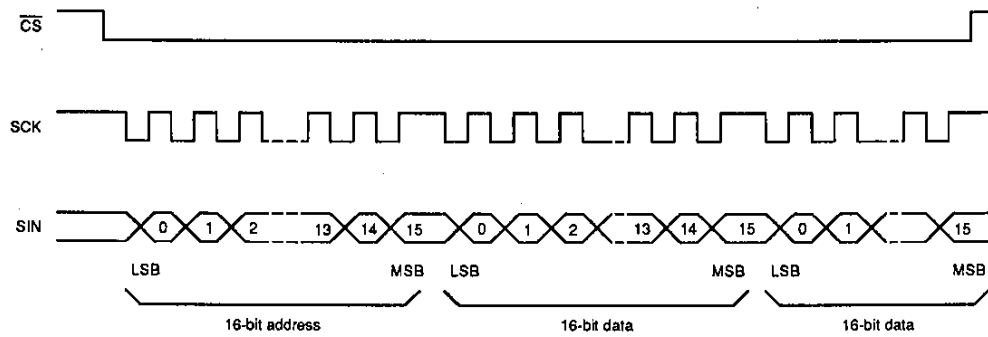 CS
SCK
SIN 0 1 2 13 14 15 0 1 2 13 14 15 0 1 15
LSB MSB LSB MSB LSB MSB
16-bit address 16-bit data 16-bit data